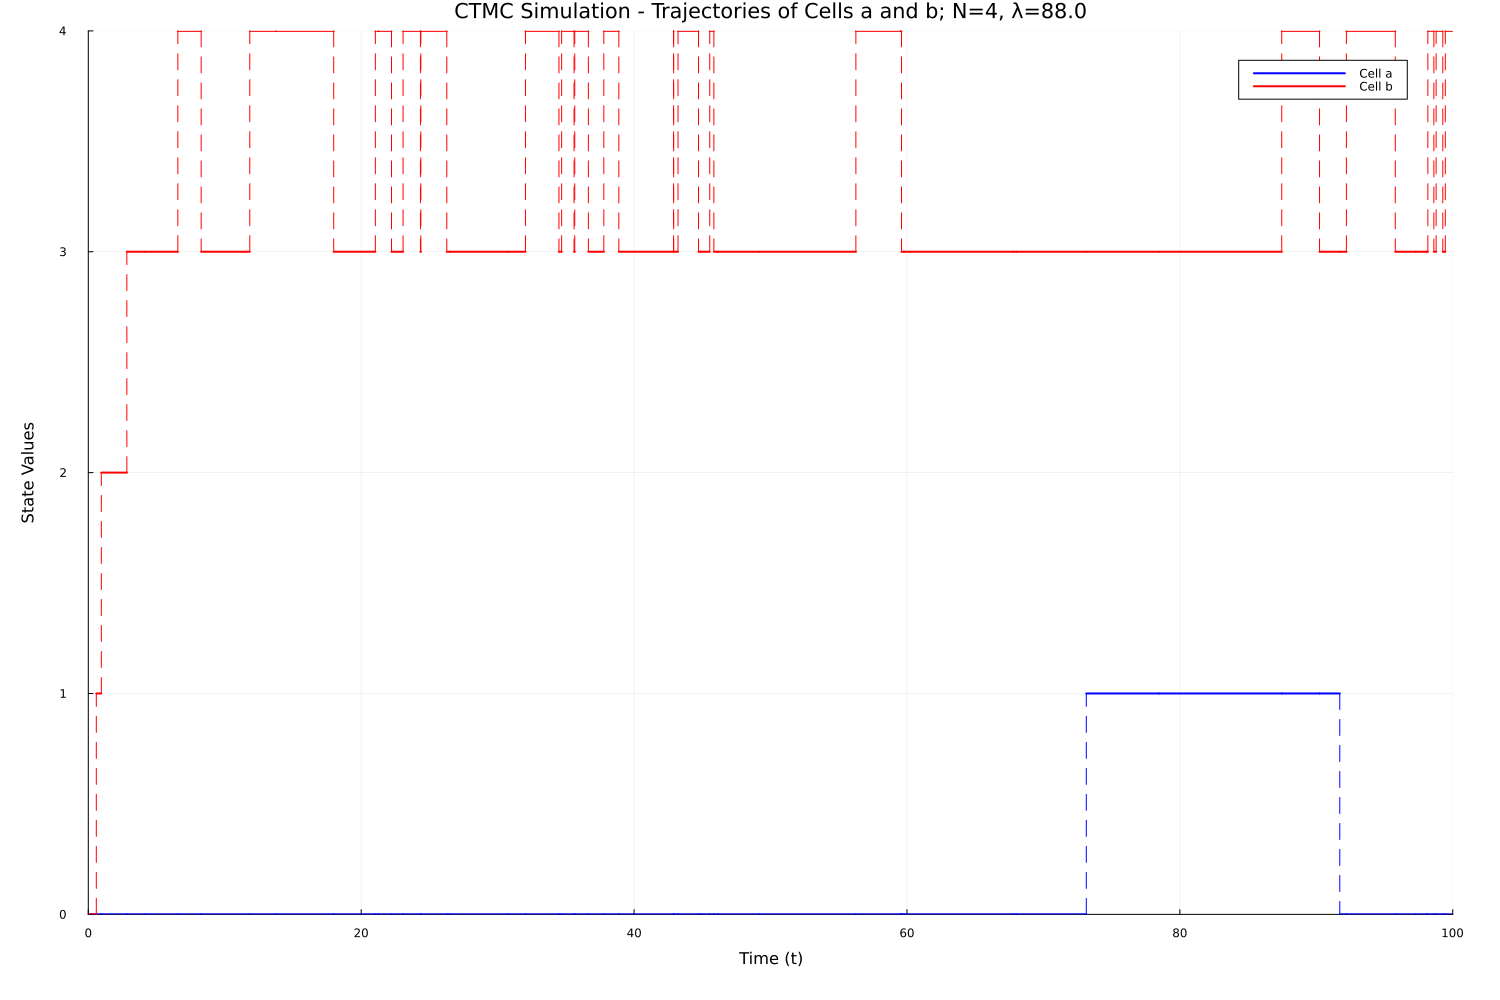 CTMC Simulation - Trajectories of Cells a and b; N=4, λ=88.0
4
Cell a
Cell b
3
State Values
2
1
0
0 20 40 60 80 100
Time (t)